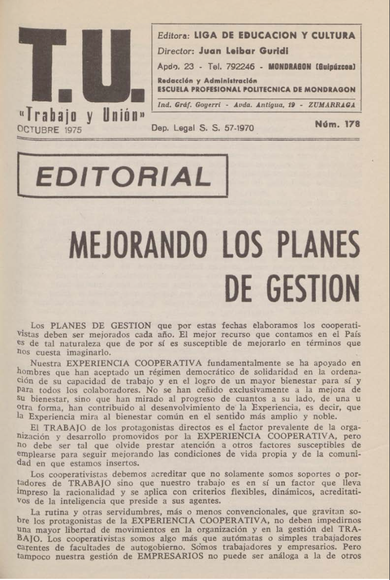 T.U.
"Trabajo y Unión"
OCTUBRE 1975
Editora: LIGA DE EDUCACION Y CULTURA
Director: Juan Leibar Guridi
Apdo. 23 - Tel. 792246 - MONDRAGON (Guipúzcoa)
Redacción y Administración
ESCUELA PROFESIONAL POLITECNICA DE MONDRAGON
Ind. Gráf. Gogerri - Avda. Antigua, 19 - ZUMARRAGA
Dep. Legal S. S. 57-1970
Núm. 178
EDITORIAL
MEJORANDO LOS PLANES
DE GESTION
Los PLANES DE GESTION que por estas fechas elaboramos los cooperati-
vistas deben ser mejorados cada año. El mejor recurso que contamos en el País
es de tal naturaleza que de por sí es susceptible de mejorarlo en términos que
nos cuesta imaginarlo.
Nuestra EXPERIENCIA COOPERATIVA fundamentalmente se ha apoyado en
hombres que han aceptado un régimen democrático de solidaridad en la ordena-
ción de su capacidad de trabajo y en el logro de un mayor bienestar para sí y
para todos los colaboradores. No se han ceñido exclusivamente a la mejora de
su bienestar, sino que han mirado al progreso de cuantos a su lado, de una u
otra forma, han contribuido al desenvolvimiento de la Experiencia, es decir, que
la Experiencia mira al bienestar común en el sentido más amplio y noble.
El TRABAJO de los protagonistas directos es el factor prevalente de la orga-
nización y desarrollo promovidos por la EXPERIENCIA COOPERATIVA, pero
no debe ser tal que olvide prestar atención a otros factores susceptibles de
emplearse para seguir mejorando las condiciones de vida propia y de la comuni-
dad en que estamos insertos.
Los cooperativistas debemos acreditar que no solamente somos soportes o por-
tadores de TRABAJO sino que nuestro trabajo es en sí un factor que lleva
impreso la racionalidad y se aplica con criterios flexibles, dinámicos, acreditati-
vos de la inteligencia que preside a sus agentes.
La rutina y otras servidumbres, más o menos convencionales, que gravitan so-
bre los protagonistas de la EXPERIENCIA COOPERATIVA, no deben impedirnos
una mayor libertad de movimientos en la organización y en la gestión del TRA-
BAJO. Los cooperativistas somos algo más que autómatas o simples trabajadores
carentes de facultades de autogobierno. Somos trabajadores y empresarios. Pero
tampoco nuestra gestión de EMPRESARIOS no puede ser análoga a la de otros